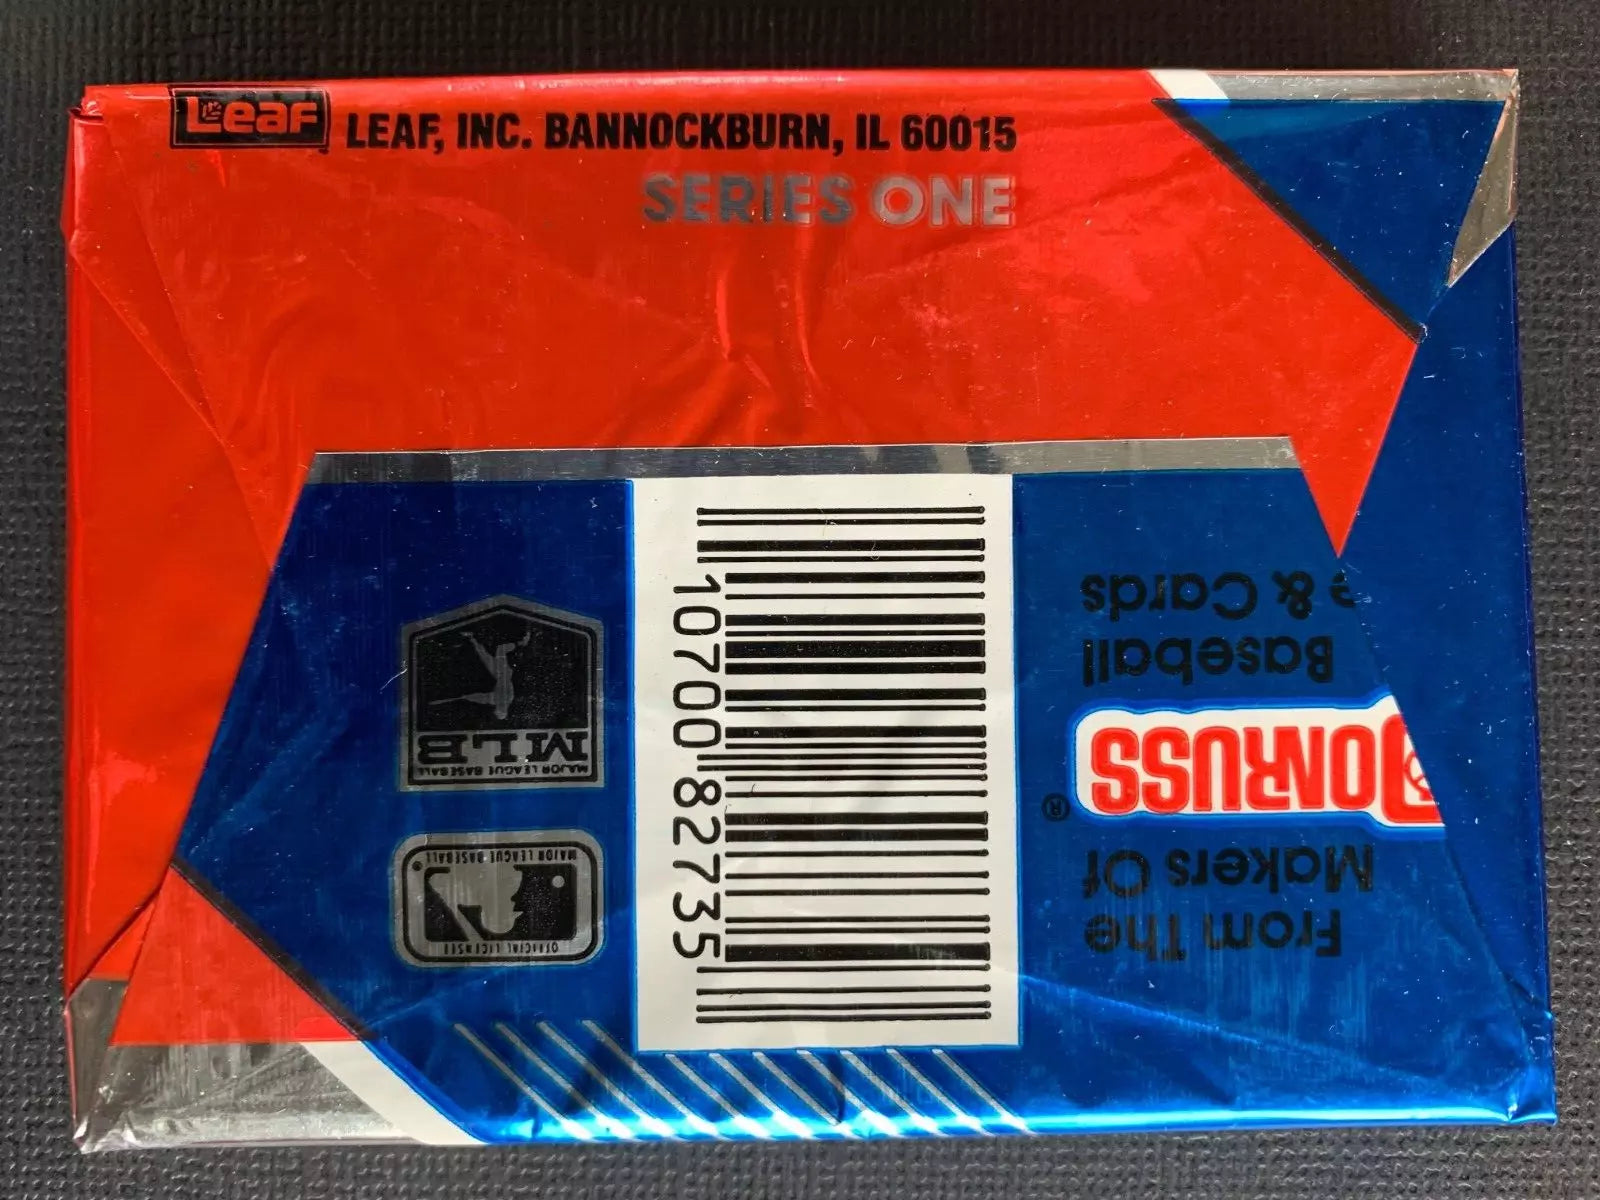 Leaf
LEAF, INC. BANNOCKBURN, IL 60015
SERIES ONE
10700 82735
From The
Makers Of
DONRUSS®
Baseball
& Cards
MLB
MAJOR LEAGUE BASEBALL
MAJOR LEAGUE BASEBALL
OFFICIAL LICENSEE